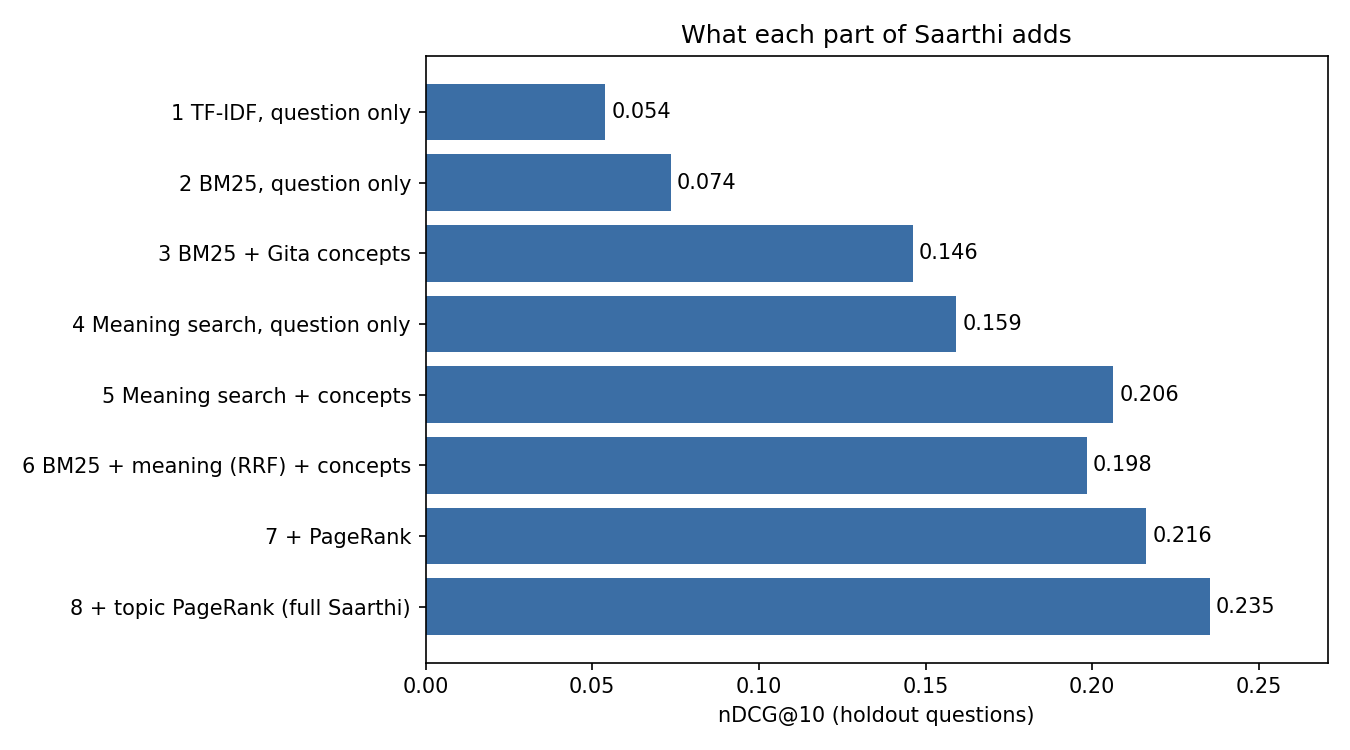 What each part of Saarthi adds
1 TF-IDF, question only
0.054
2 BM25, question only
0.074
3 BM25 + Gita concepts
0.146
4 Meaning search, question only
0.159
5 Meaning search + concepts
0.206
6 BM25 + meaning (RRF) + concepts
0.198
7 + PageRank
0.216
8 + topic PageRank (full Saarthi)
0.235
0.00 0.05 0.10 0.15 0.20 0.25
nDCG@10 (holdout questions)